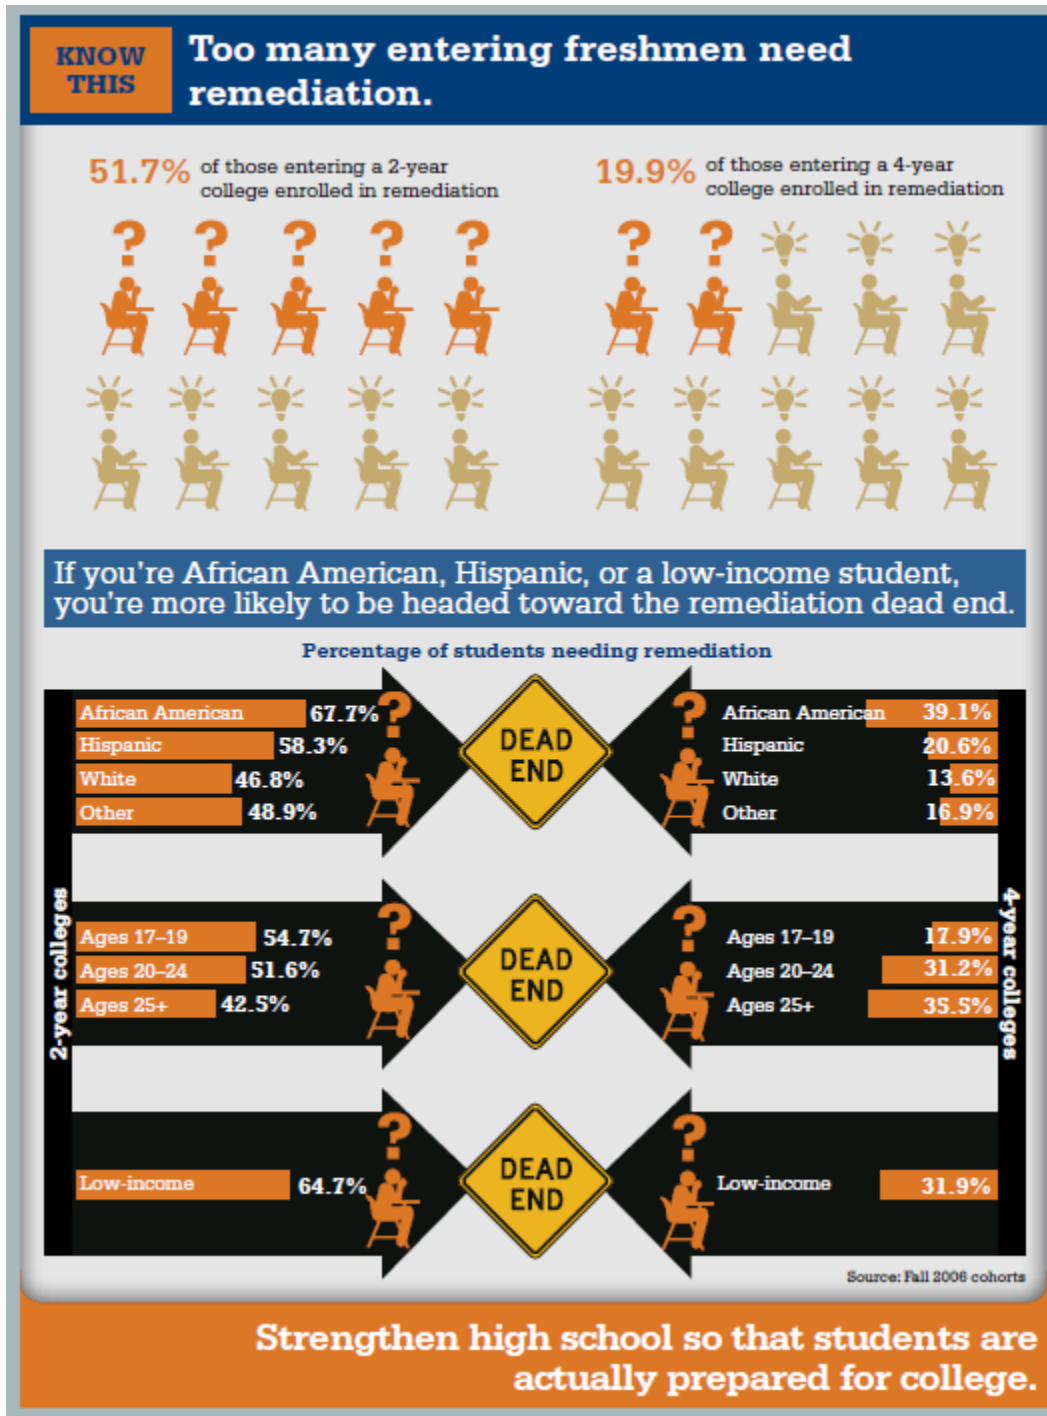 KNOW
THIS
Too many entering freshmen need
remediation.
51.7% of those entering a 2-year
college enrolled in remediation
19.9% of those entering a 4-year
college enrolled in remediation
? ? ? ? ?
? ?
If you're African American, Hispanic, or a low-income student,
you're more likely to be headed toward the remediation dead end.
Percentage of students needing remediation
2-year colleges
African American 67.7%
Hispanic 58.3%
White 46.8%
Other 48.9%
?
DEAD
END
?
African American 39.1%
Hispanic 20.6%
White 13.6%
Other 16.9%
4-year colleges
Ages 17–19 54.7%
Ages 20–24 51.6%
Ages 25+ 42.5%
?
DEAD
END
?
Ages 17–19 17.9%
Ages 20–24 31.2%
Ages 25+ 35.5%
Low-income 64.7%
?
DEAD
END
?
Low-income 31.9%
Source: Fall 2006 cohorts
Strengthen high school so that students are
actually prepared for college.